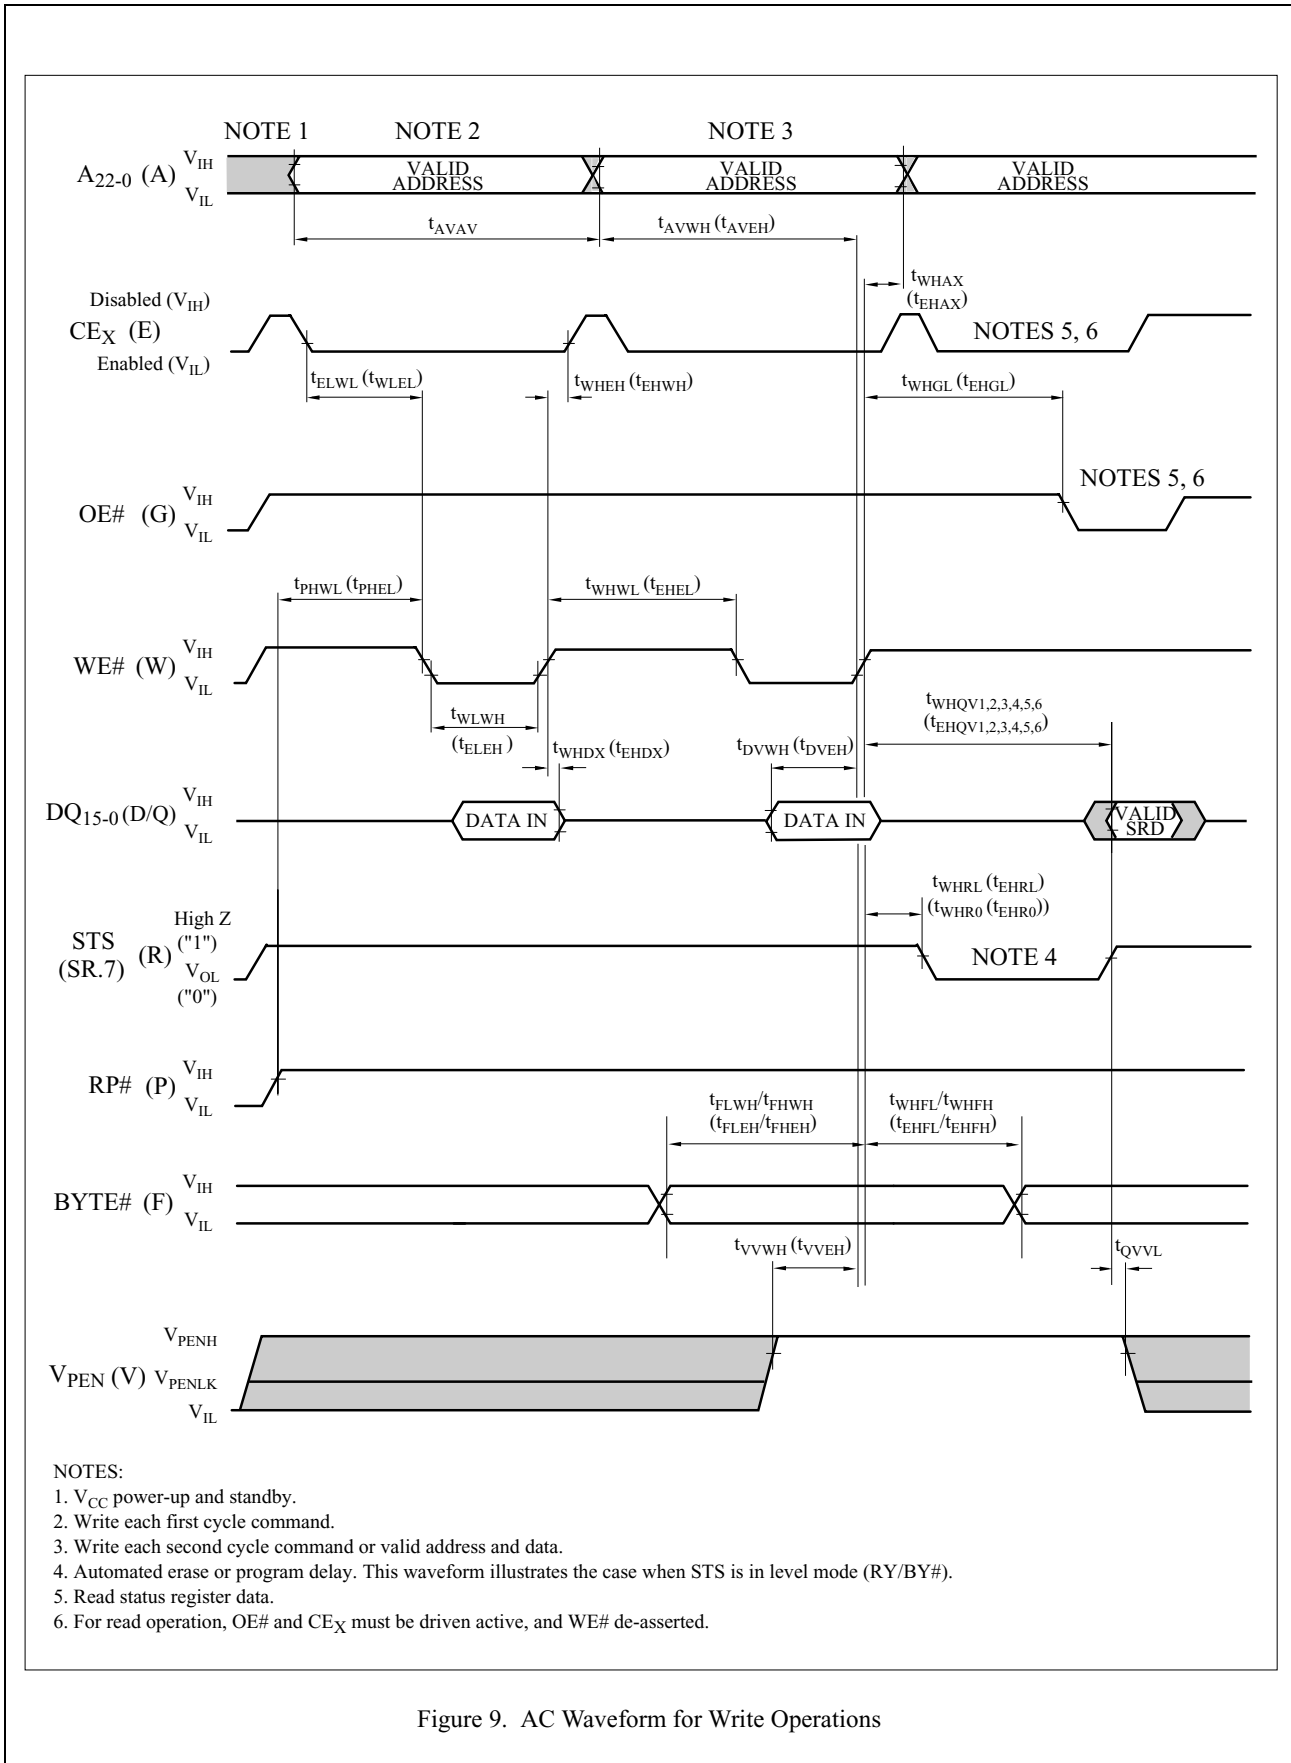 NOTE 1 NOTE 2 NOTE 3
A22-0 (A) VIH VIL
VALID ADDRESS
VALID ADDRESS
VALID ADDRESS
tAVAV
tAVWH (tAVEH)
tWHAX
(tEHAX)
Disabled (VIH)
CEX (E)
Enabled (VIL)
NOTES 5, 6
tELWL (tWLEL)
tWHEH (tEHWH)
tWHGL (tEHGL)
OE# (G) VIH VIL
NOTES 5, 6
tPHWL (tPHEL)
tWHWL (tEHEL)
WE# (W) VIH VIL
tWLWH
(tELEH)
tWHDX (tEHDX)
tDVWH (tDVEH)
tWHQV1,2,3,4,5,6
(tEHQV1,2,3,4,5,6)
DQ15-0 (D/Q) VIH VIL
DATA IN
DATA IN
VALID SRD
tWHRL (tEHRL)
(tWHR0 (tEHR0))
STS
(SR.7)
(R)
High Z
("1")
VOL
("0")
NOTE 4
RP# (P) VIH VIL
tFLWH/tFHWH
(tFLEH/tFHEH)
tWHFL/tWHFH
(tEHFL/tEHFH)
BYTE# (F) VIH VIL
tVVWH (tVVEH)
tQVVL
VPENH
VPEN (V) VPENLK
VIL
NOTES:
1. VCC power-up and standby.
2. Write each first cycle command.
3. Write each second cycle command or valid address and data.
4. Automated erase or program delay. This waveform illustrates the case when STS is in level mode (RY/BY#).
5. Read status register data.
6. For read operation, OE# and CEX must be driven active, and WE# de-asserted.
Figure 9. AC Waveform for Write Operations